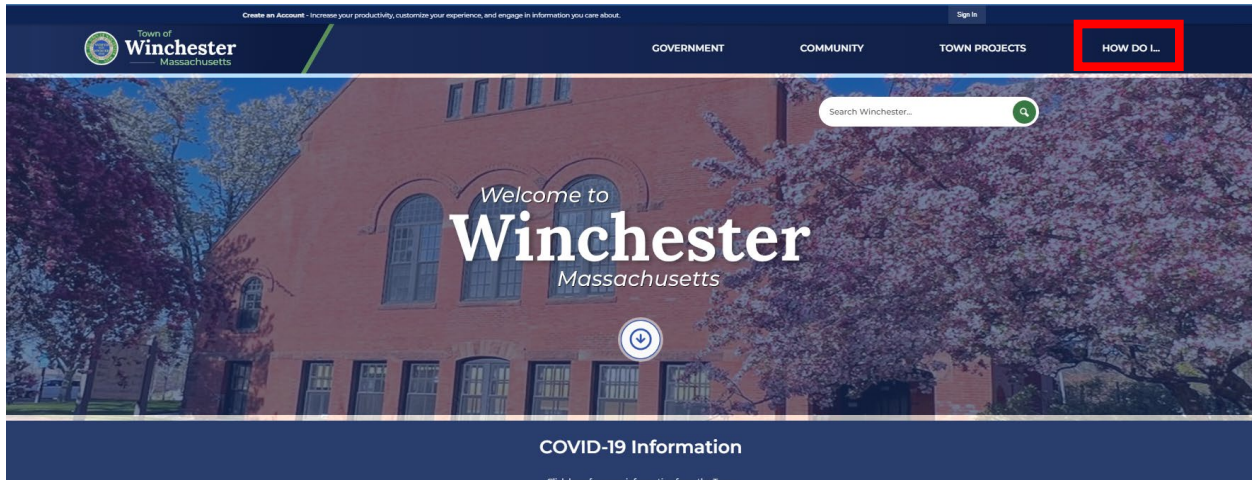 Create an Account - Increase your productivity, customize your experience, and engage in information you care about.
Sign In
Town of
Winchester
Massachusetts
GOVERNMENT
COMMUNITY
TOWN PROJECTS
HOW DO I...
Search Winchester...
Welcome to
Winchester
Massachusetts
COVID-19 Information